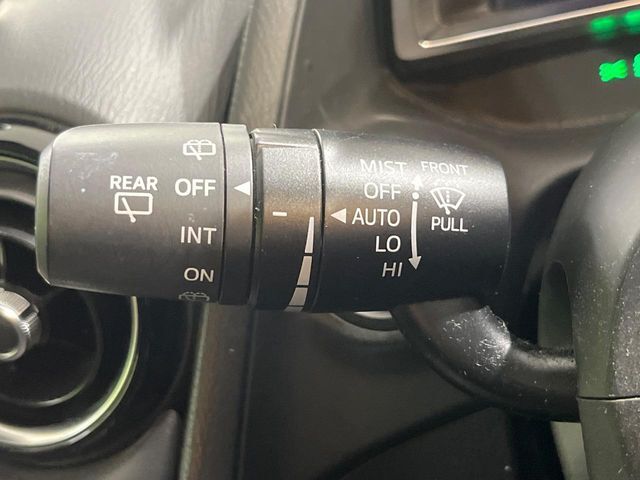 REAR
OFF
INT
ON
MIST
OFF
AUTO
LO
HI
FRONT
PULL